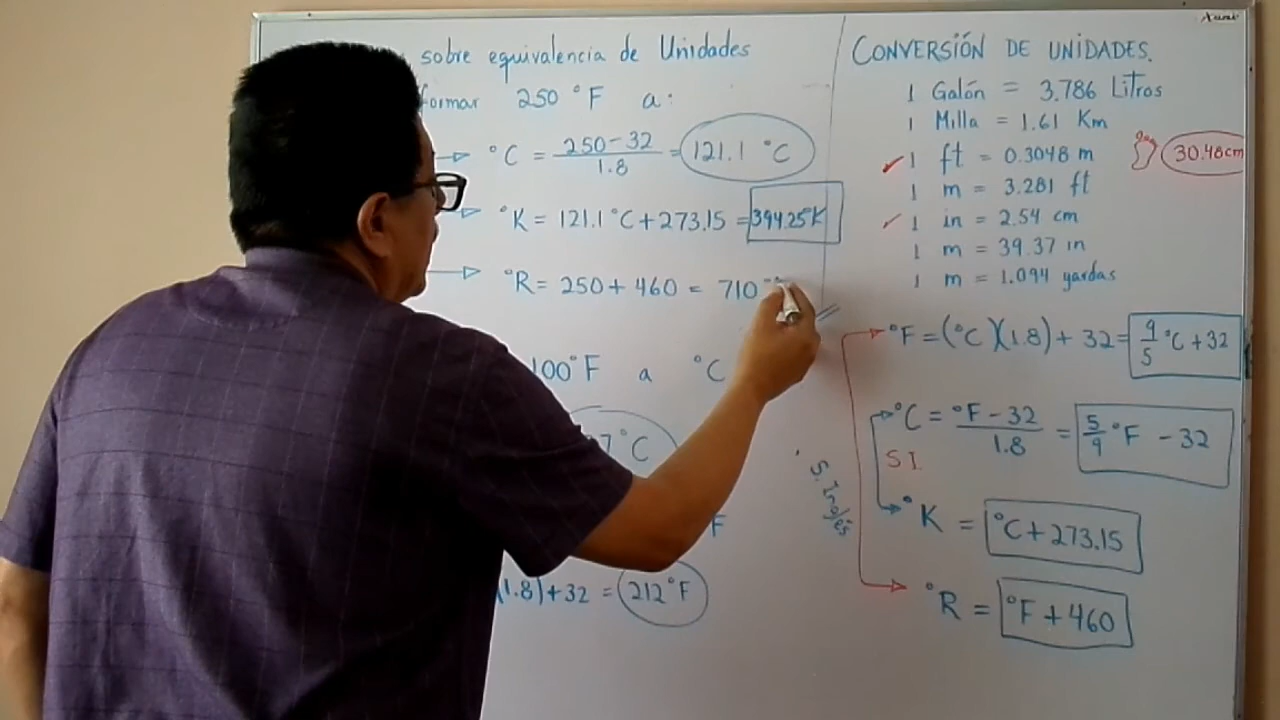 sobre equivalencia de Unidades
formar 250 °F a:
°C = 250-32 / 1.8 = 121.1 °C
°K = 121.1 °C + 273.15 = 394.25°K
°R = 250 + 460 = 710
100°F a °C
7°C
F
1.8) + 32 = 212°F
CONVERSIÓN DE UNIDADES.
1 Galón = 3.786 Litros
1 Milla = 1.61 Km
1 ft = 0.3048 m
30.48cm
1 m = 3.281 ft
1 in = 2.54 cm
1 m = 39.37 in
1 m = 1.094 yardas
°F = (°C)(1.8) + 32 = 9/5 °C + 32
°C = °F - 32 / 1.8 = 5/9 °F - 32
S I.
S. Inglés
°K = °C + 273.15
°R = °F + 460